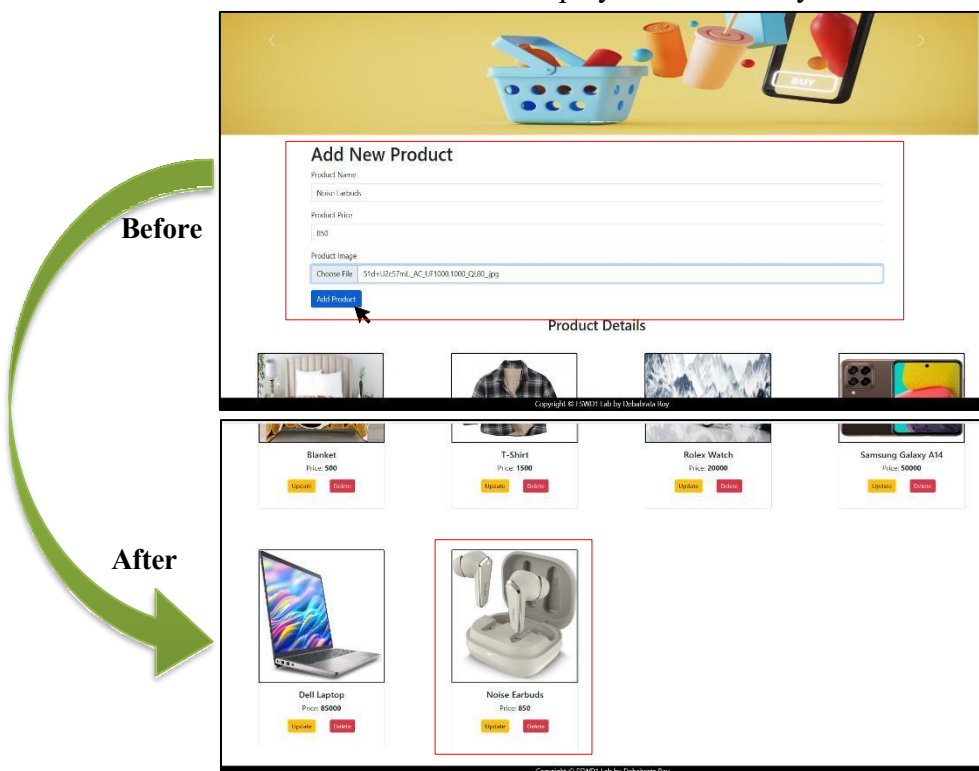 BUY
Add New Product
Product Name
Noise Earbuds
Product Price
850
Product Image
Choose File
Add Product
Product Details
Copyright © by Debabrata Roy
Before
Blanket T-Shirt Rolex Watch Samsung Galaxy A14
Price: 500 Price: 1500 Price: 20000 Price: 50000
Update Delete Update Delete Update Delete Update Delete
After
Dell Laptop Noise Earbuds
Price: 85000 Price: 850
Update Delete Update Delete